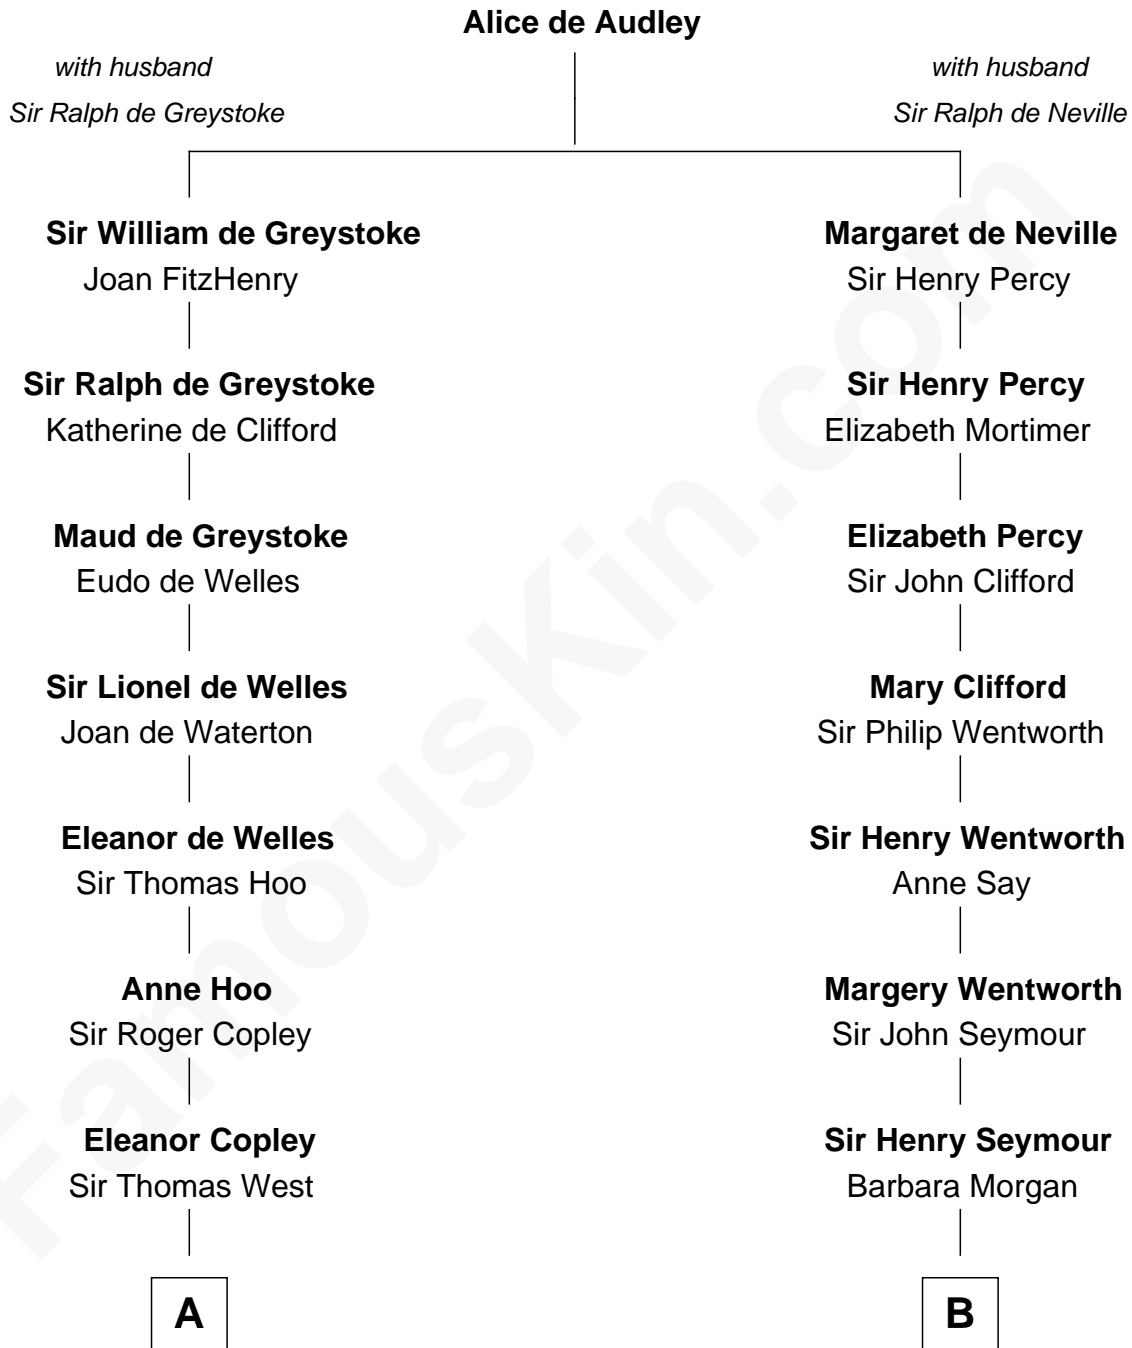 Alice de Audley
with husband
Sir Ralph de Greystoke
with husband
Sir Ralph de Neville
Sir William de Greystoke
Joan FitzHenry
Margaret de Neville
Sir Henry Percy
Sir Ralph de Greystoke
Katherine de Clifford
Sir Henry Percy
Elizabeth Mortimer
Maud de Greystoke
Eudo de Welles
Elizabeth Percy
Sir John Clifford
Sir Lionel de Welles
Joan de Waterton
Mary Clifford
Sir Philip Wentworth
Eleanor de Welles
Sir Thomas Hoo
Sir Henry Wentworth
Anne Say
Anne Hoo
Sir Roger Copley
Margery Wentworth
Sir John Seymour
Eleanor Copley
Sir Thomas West
Sir Henry Seymour
Barbara Morgan
A
B
FamousKin.com